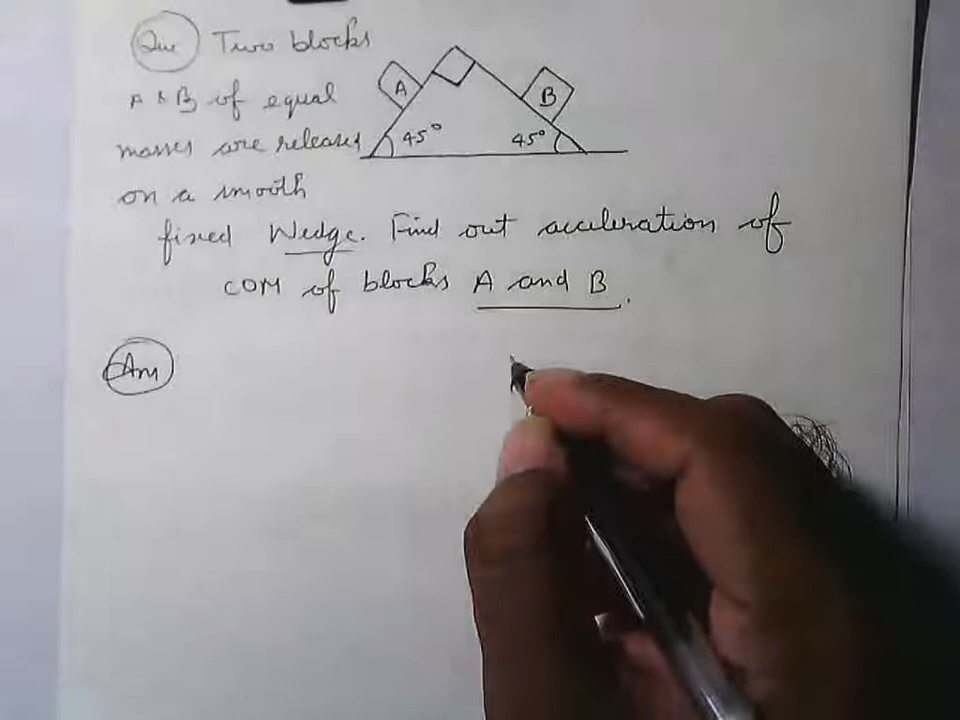 Que Two blocks
A & B of equal
masses are released
on a smooth
fixed Wedge. Find out acceleration of
COM of blocks A and B.
A
B
45°
45°
Ans